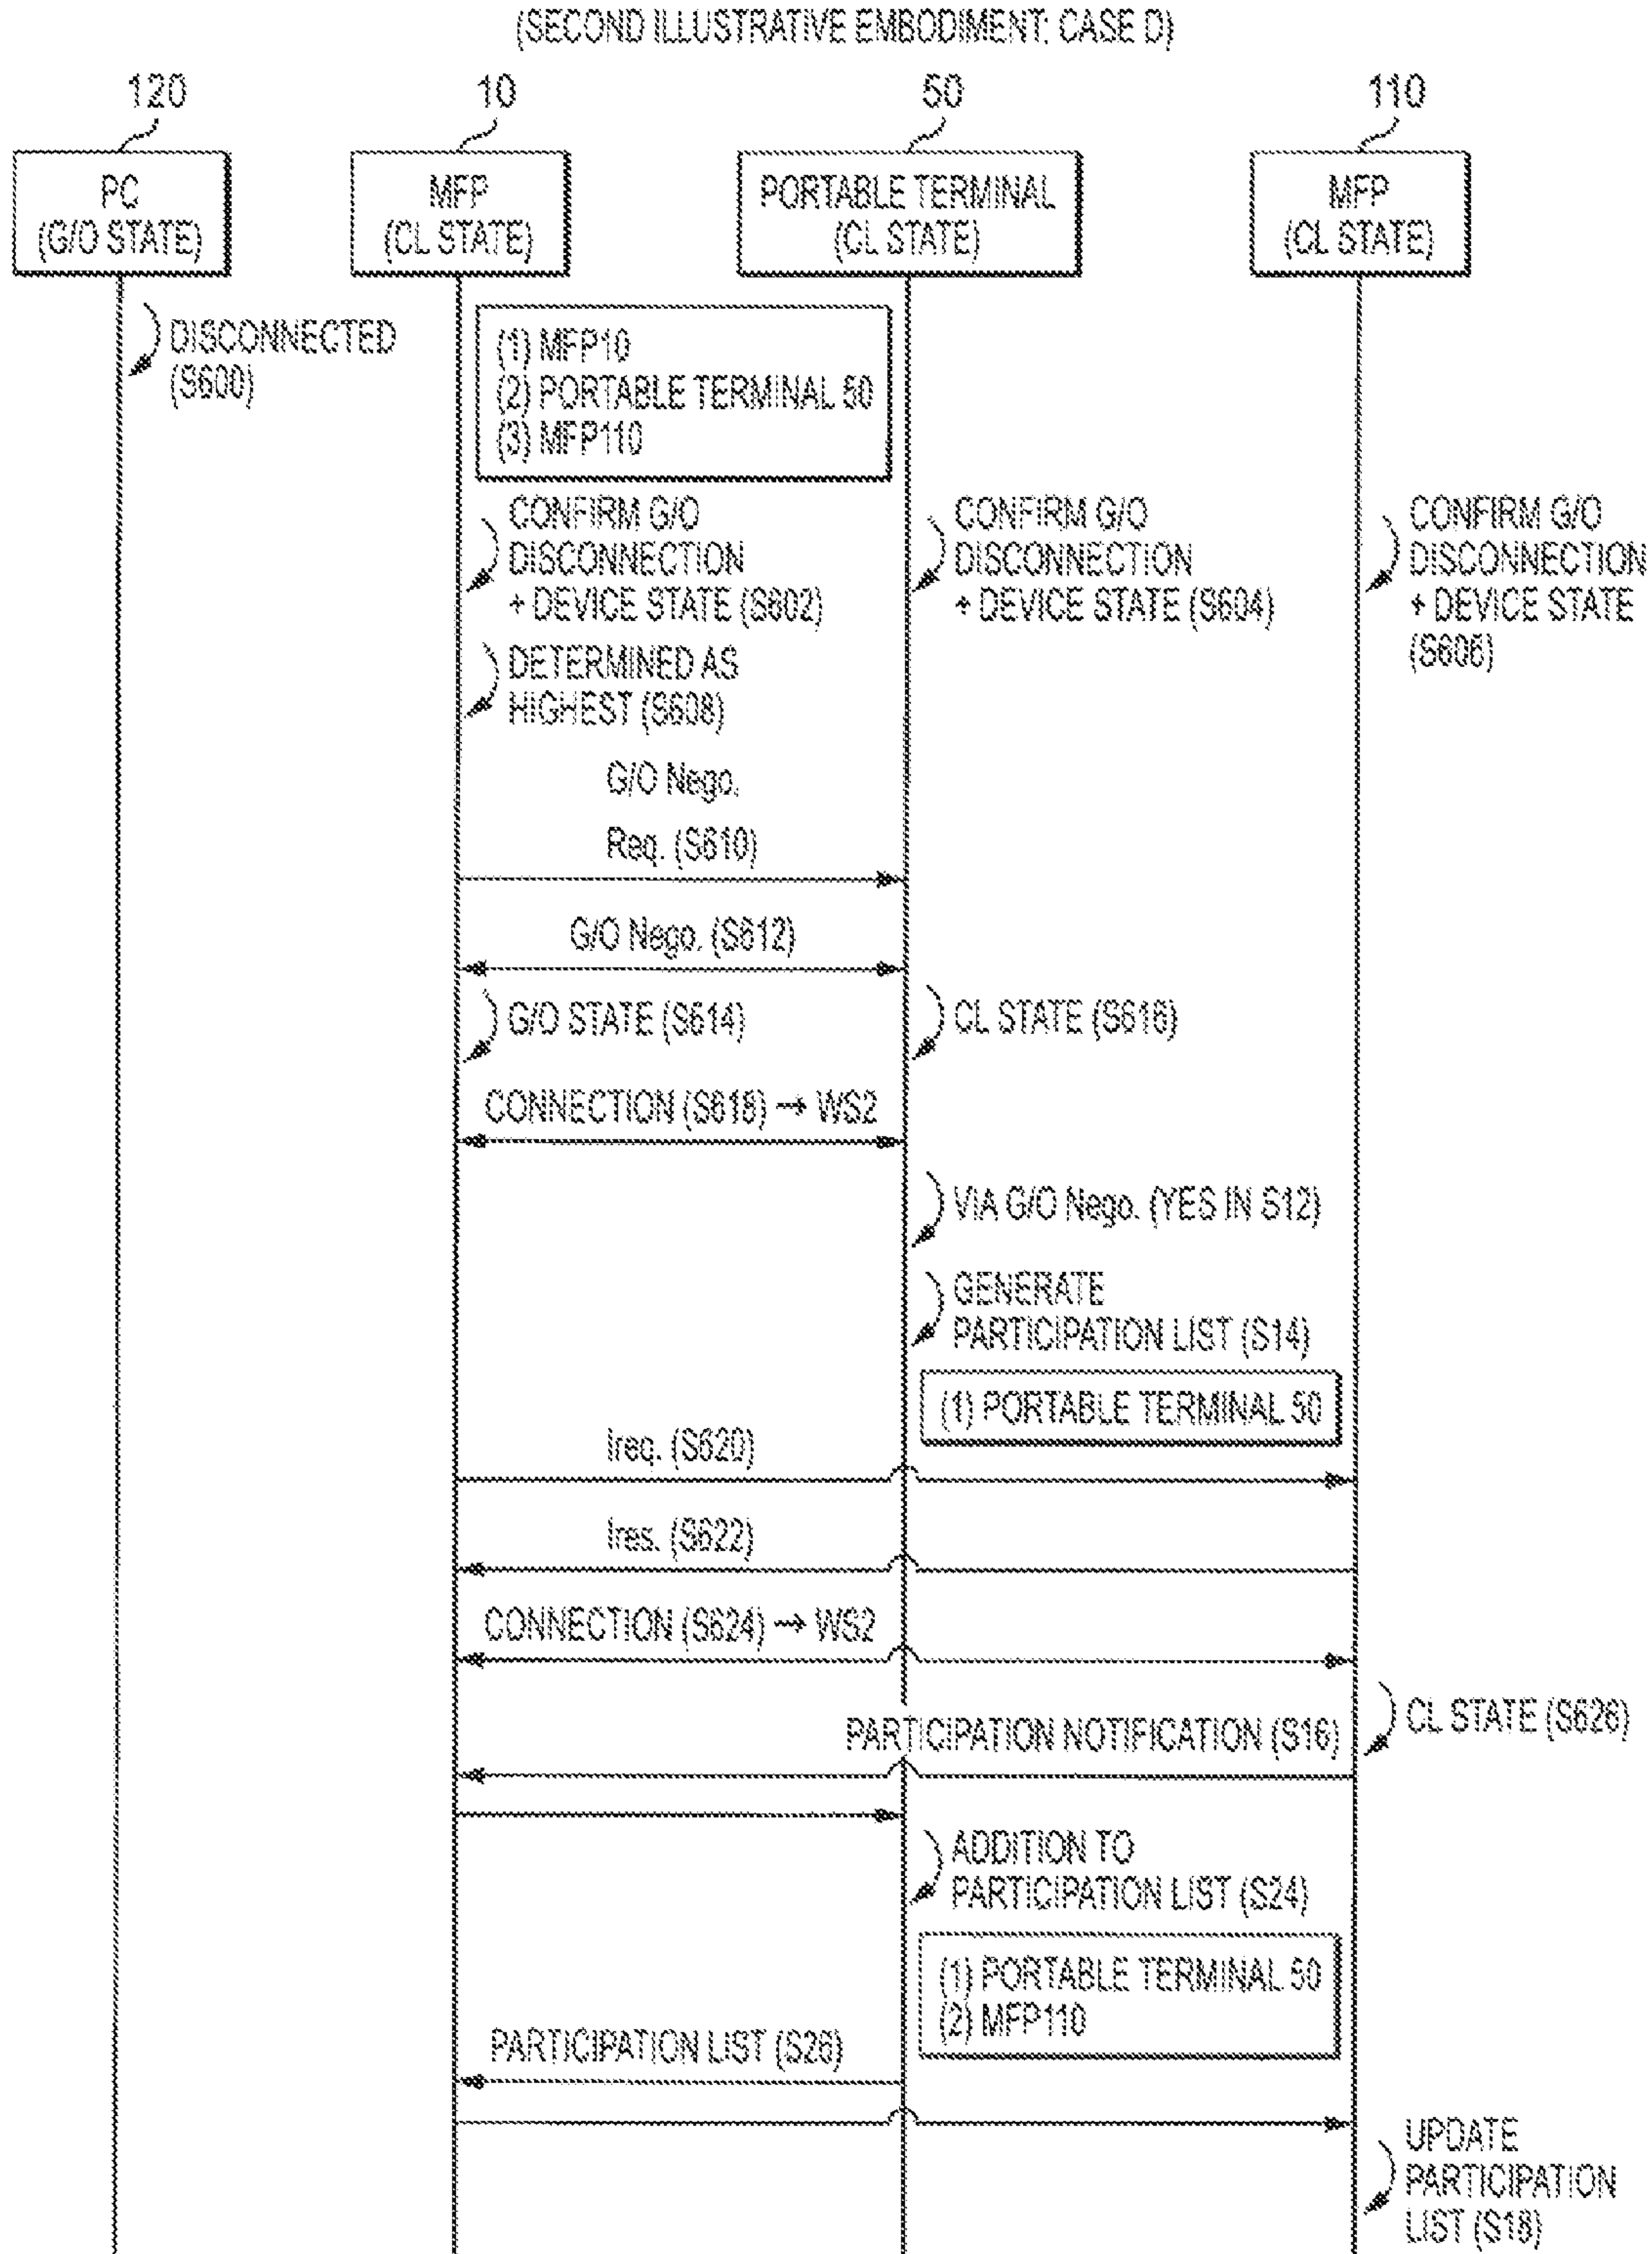 (SECOND ILLUSTRATIVE EMBODIMENT; CASE D)
120
10
50
110
PC
(G/O STATE)
MFP
(CL STATE)
PORTABLE TERMINAL
(CL STATE)
MFP
(CL STATE)
DISCONNECTED
(S600)
(1) MFP10
(2) PORTABLE TERMINAL 50
(3) MFP110
CONFIRM G/O
DISCONNECTION
+ DEVICE STATE (S602)
CONFIRM G/O
DISCONNECTION
+ DEVICE STATE (S604)
CONFIRM G/O
DISCONNECTION
+ DEVICE STATE
(S606)
DETERMINED AS
HIGHEST (S608)
G/O Nego.
Req. (S610)
G/O Nego. (S612)
G/O STATE (S614)
CL STATE (S616)
CONNECTION (S618) → WS2
VIA G/O Nego. (YES IN S12)
GENERATE
PARTICIPATION LIST (S14)
(1) PORTABLE TERMINAL 50
Ireq. (S620)
Ires. (S622)
CONNECTION (S624) → WS2
CL STATE (S626)
PARTICIPATION NOTIFICATION (S16)
ADDITION TO
PARTICIPATION LIST (S24)
(1) PORTABLE TERMINAL 50
(2) MFP110
PARTICIPATION LIST (S26)
UPDATE
PARTICIPATION
LIST (S18)